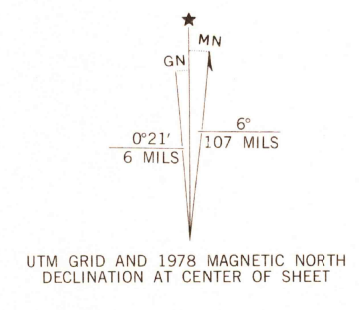 ★
MN
GN
0°21′
6 MILS
6°
107 MILS
UTM GRID AND 1978 MAGNETIC NORTH
DECLINATION AT CENTER OF SHEET